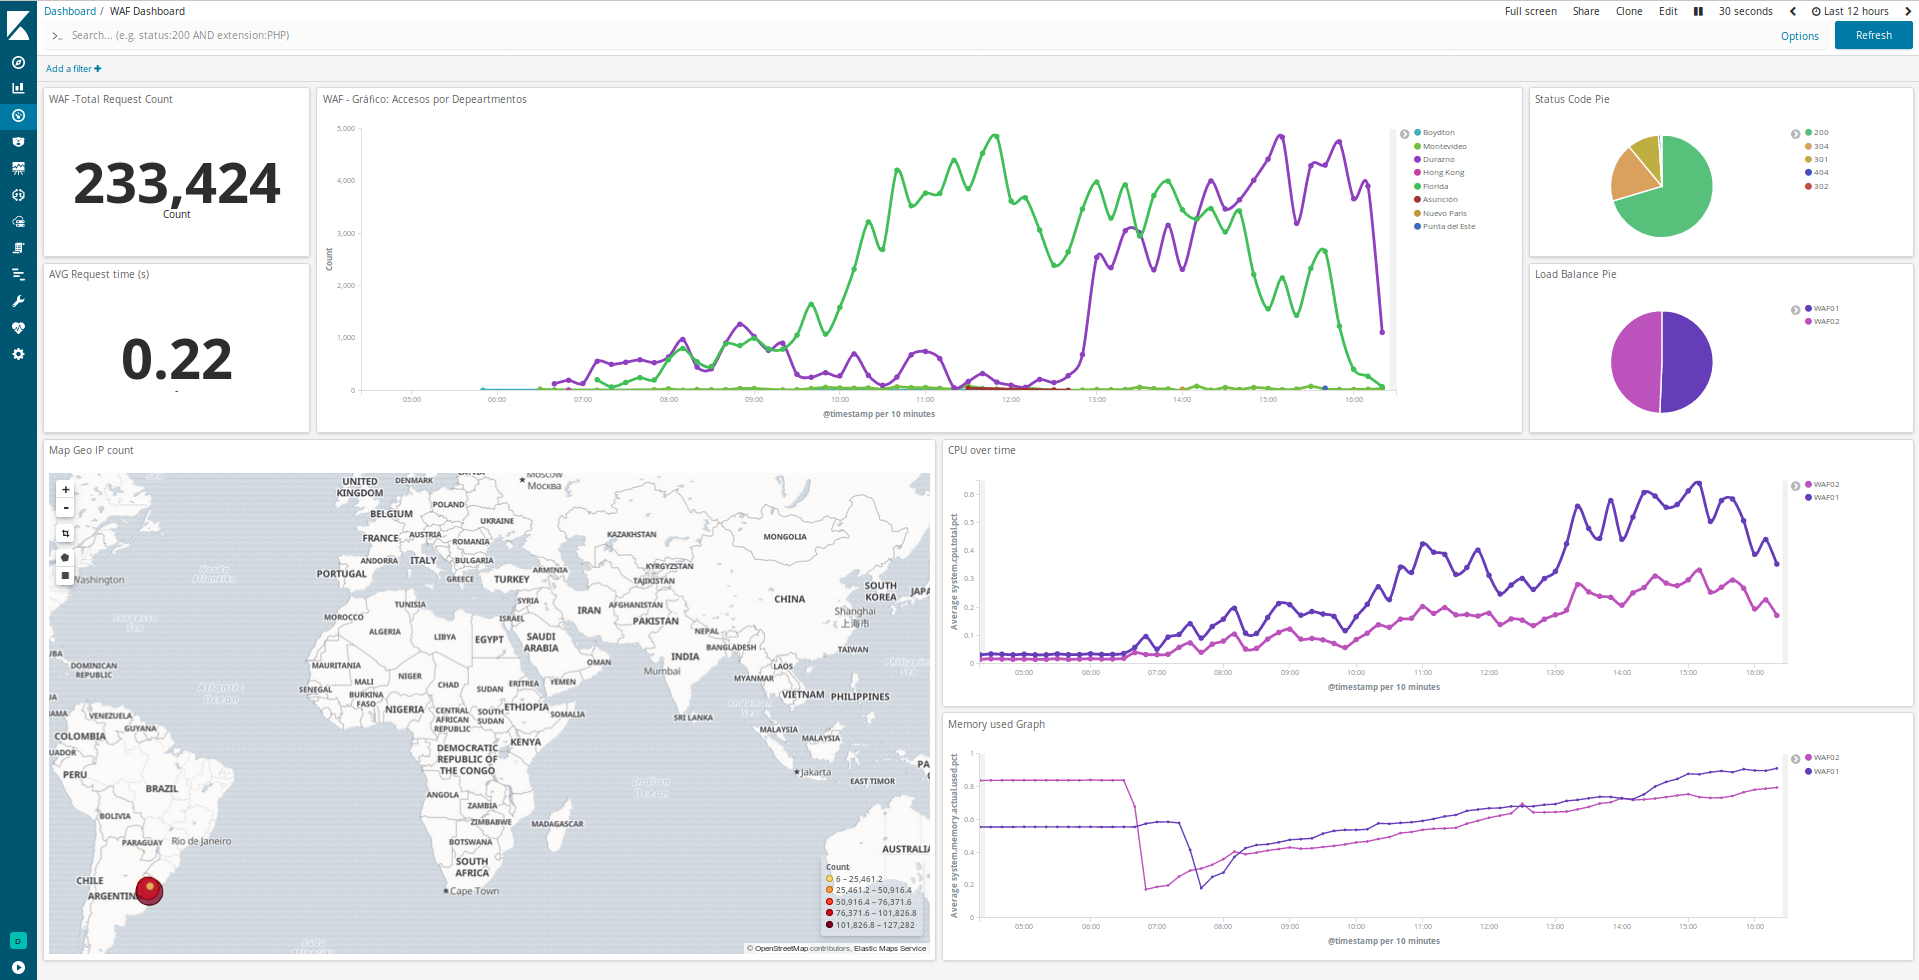 Dashboard / WAF Dashboard
Full screen Share Clone Edit 30 seconds Last 12 hours
>_ Search... (e.g. status:200 AND extension:PHP)
Options Refresh
Add a filter +
WAF -Total Request Count
233,424
Count
AVG Request time (s)
0.22
-
WAF - Gráfico: Accesos por Depeartmentos
5,000
4,000
3,000
2,000
1,000
0
Count
05:00 06:00 07:00 08:00 09:00 10:00 11:00 12:00 13:00 14:00 15:00 16:00
@timestamp per 10 minutes
Boydton
Montevideo
Durazno
Hong Kong
Florida
Asunción
Nuevo Paris
Punta del Este
Status Code Pie
200
304
301
404
302
Load Balance Pie
WAF01
WAF02
Map Geo IP count
+
-
Moscow
Москва
UNITED KINGDOM
DENMARK
POLAND
BELGIUM
UKRAINE
FRANCE
AUSTRIA
ROMANIA
KAZAKHSTAN
MONGOLIA
ANDORRA
ITALY
BULGARIA
PORTUGAL
GREECE
TURKEY
ARMENIA
KYRGYZSTAN
TAJIKISTAN
Washington
SOUTH KOREA
JAPA
TUNISIA
SYRIA
IRAN
AFGHANISTAN
CHINA
Shanghai
上海市
MOROCCO
ISRAEL
PAKISTAN
ALGERIA
LIBYA
EGYPT
SAUDI ARABIA
NEPAL
BANGLADESH
TAIWAN
UBA
DOMINICAN REPUBLIC
MAURITANIA
OMAN
INDIA
Mumbai
LAOS
MALI
NIGER
CHAD
SUDAN
ERITREA
YEMEN
MYANMAR
SENEGAL
BURKINA FASO
VIETNAM
PHILIPPINES
Atlantic Ocean
NIGERIA
CENTRAL AFRICAN REPUBLIC
SOUTH SUDAN
ETHIOPIA
SOMALIA
SRI LANKA
AMA
VENEZUELA
GUYANA
COLOMBIA
MALAYSIA
MALAYSIA
UADOR
KENYA
DEMOCRATIC REPUBLIC OF THE CONGO
PERU
Jakarta
PA
EAST TIMOR
Indian Ocean
BRAZIL
ANGOLA
ZAMBIA
BOLIVIA
ZIMBABWE
MADAGASCAR
PARAGUAY
Rio de Janeiro
BOTSWANA
AUSTRALIA
SOUTH AFRICA
CHILE
ARGENTIN
Cape Town
Count
6 – 25,461.2
25,461.2 – 50,916.4
50,916.4 – 76,371.6
76,371.6 – 101,826.8
101,826.8 – 127,282
© OpenStreetMap contributors, Elastic Maps Service
CPU over time
0.6
0.5
0.4
0.3
0.2
0.1
0
Average system.cpu.total.pct
05:00 06:00 07:00 08:00 09:00 10:00 11:00 12:00 13:00 14:00 15:00 16:00
@timestamp per 10 minutes
WAF02
WAF01
Memory used Graph
1
0.8
0.6
0.4
0.2
0
Average system.memory.actual.used.pct
05:00 06:00 07:00 08:00 09:00 10:00 11:00 12:00 13:00 14:00 15:00 16:00
@timestamp per 10 minutes
WAF02
WAF01
D